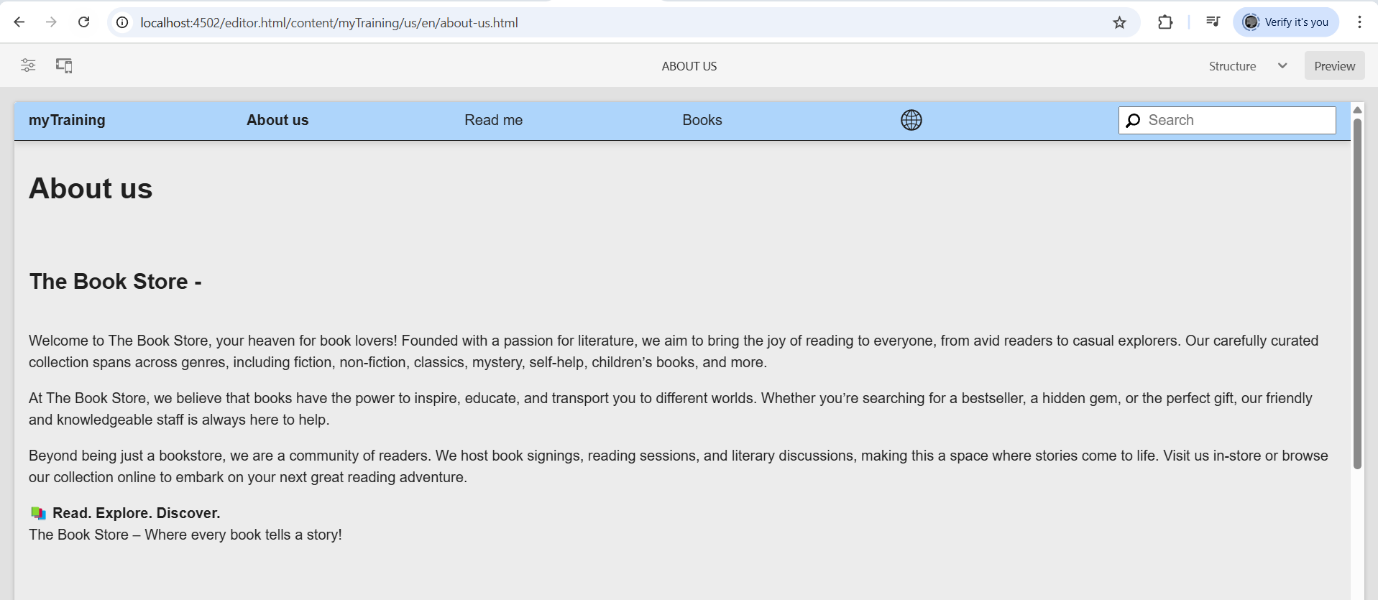 localhost:4502/editor.html/content/myTraining/us/en/about-us.html
Verify it's you
ABOUT US
Structure
Preview
myTraining
About us
Read me
Books
Search
About us
The Book Store -
Welcome to The Book Store, your heaven for book lovers! Founded with a passion for literature, we aim to bring the joy of reading to everyone, from avid readers to casual explorers. Our carefully curated
collection spans across genres, including fiction, non-fiction, classics, mystery, self-help, children's books, and more.
At The Book Store, we believe that books have the power to inspire, educate, and transport you to different worlds. Whether you’re searching for a bestseller, a hidden gem, or the perfect gift, our friendly
and knowledgeable staff is always here to help.
Beyond being just a bookstore, we are a community of readers. We host book signings, reading sessions, and literary discussions, making this a space where stories come to life. Visit us in-store or browse
our collection online to embark on your next great reading adventure.
Read. Explore. Discover.
The Book Store – Where every book tells a story!